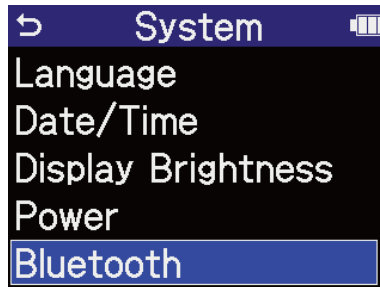 System
Language
Date/Time
Display Brightness
Power
Bluetooth